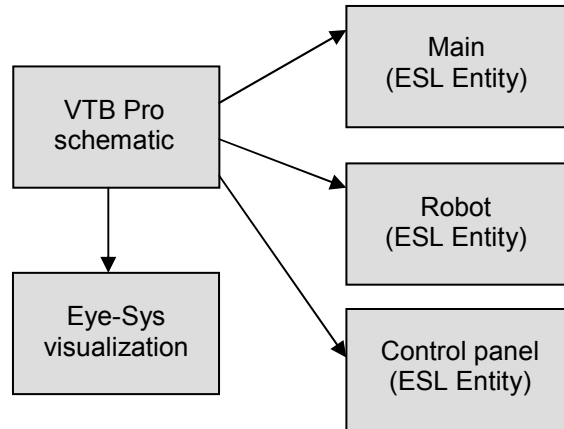 VTB Pro
schematic
Main
(ESL Entity)
Robot
(ESL Entity)
Eye-Sys
visualization
Control panel
(ESL Entity)